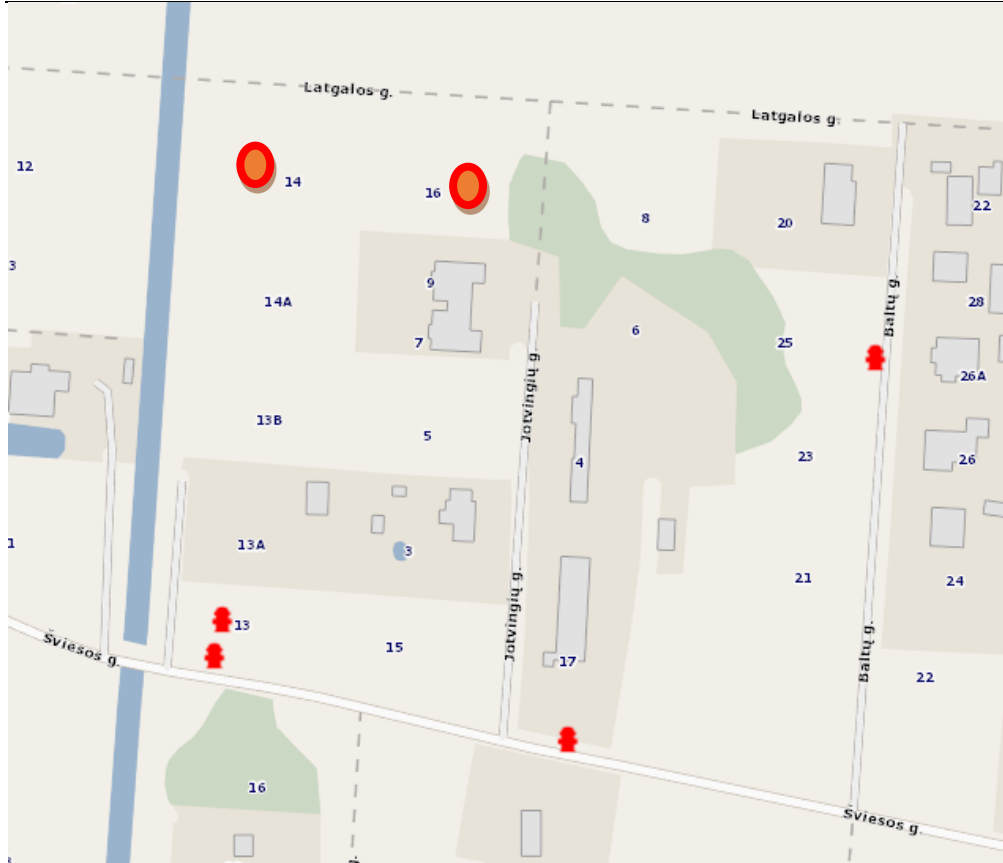 Latgalos g.
Latgalos g.
12
14
16
8
20
22
3
14A
9
7
6
25
28
Baltų g.
26A
Jotvingių g.
13B
5
4
23
26
1
13A
3
21
24
Jotvingių g.
13
15
17
Baltų g.
22
Šviesos g.
16
Šviesos g.
g.